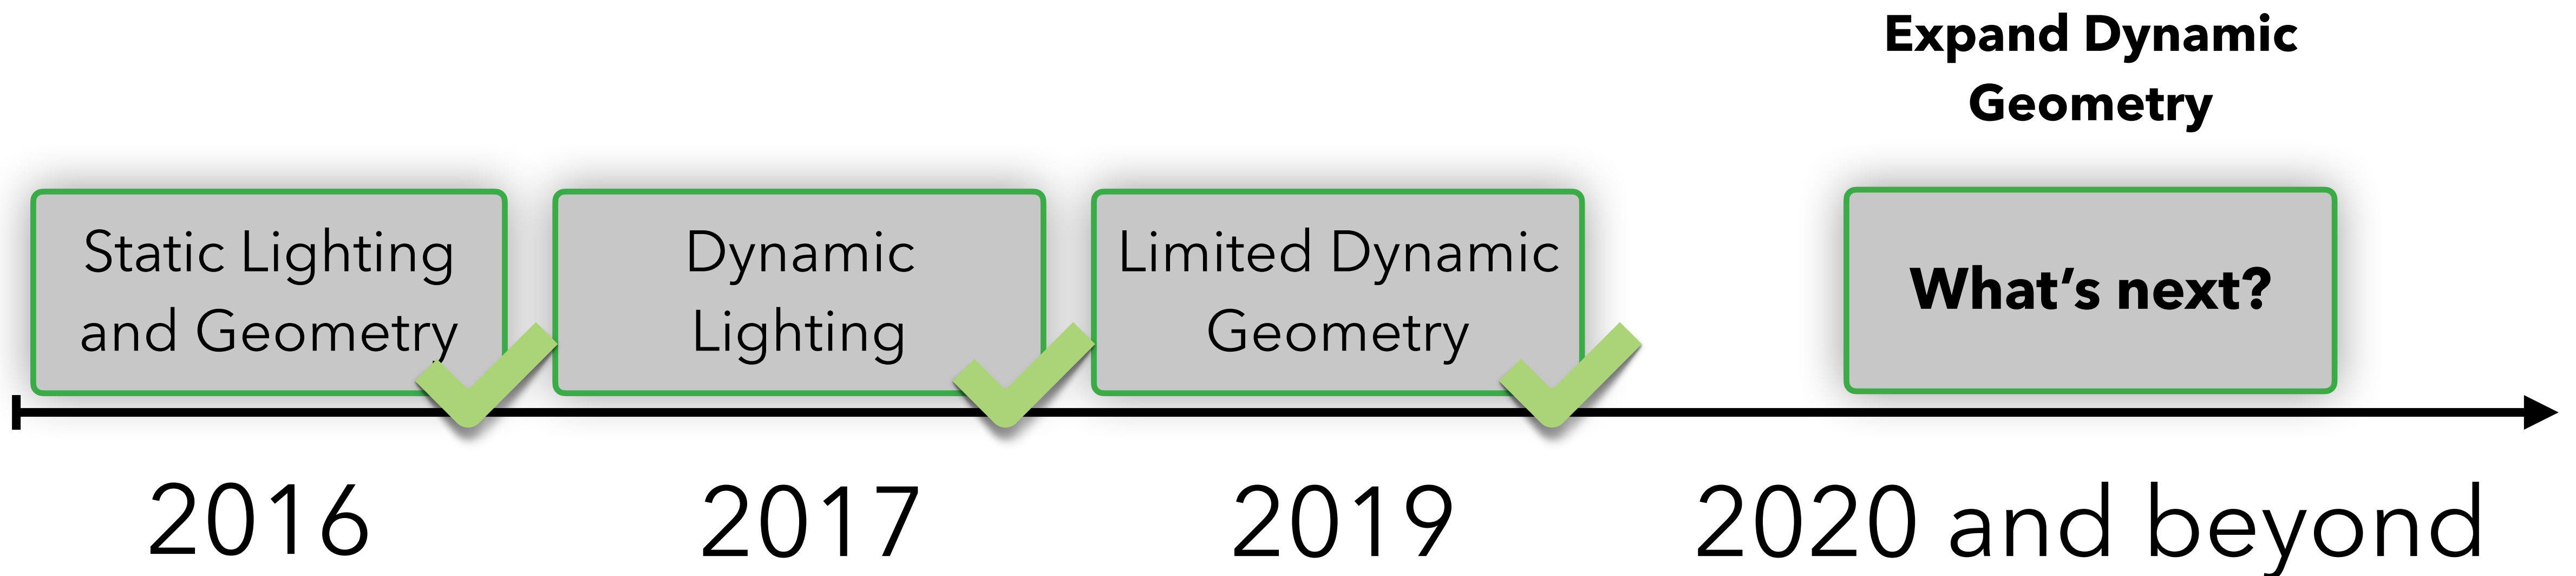 Expand Dynamic
Geometry
Static Lighting
and Geometry
Dynamic
Lighting
Limited Dynamic
Geometry
What’s next?
2016
2017
2019
2020 and beyond